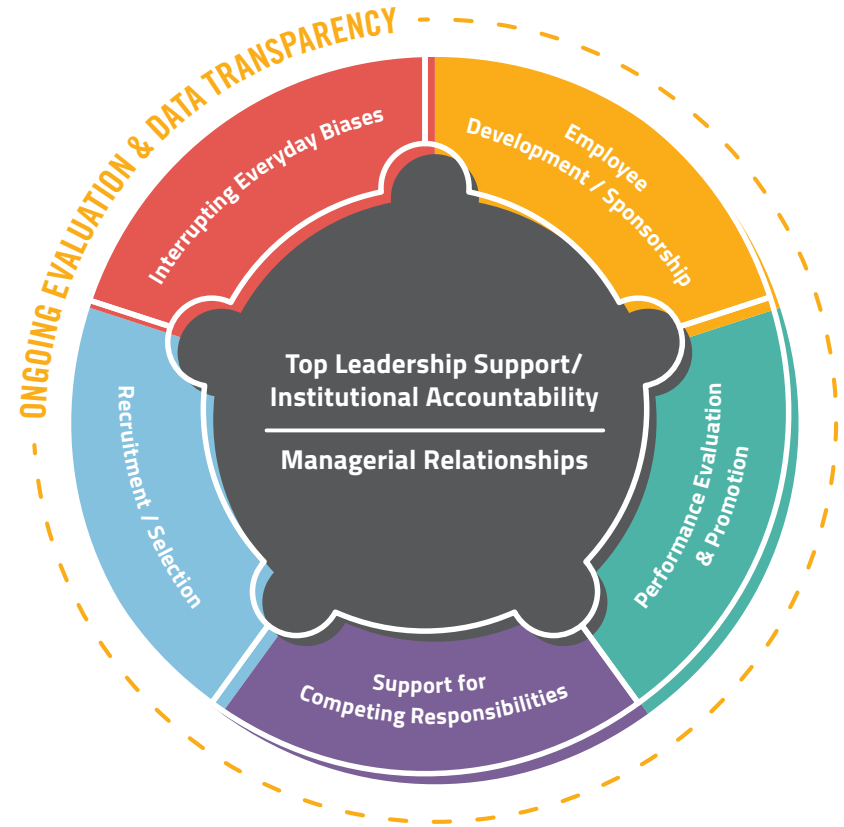 ONGOING EVALUATION & DATA TRANSPARENCY
Interrupting Everyday Biases
Employee
Development / Sponsorship
Top Leadership Support/
Institutional Accountability
Managerial Relationships
Recruitment / Selection
Performance Evaluation
& Promotion
Support for
Competing Responsibilities